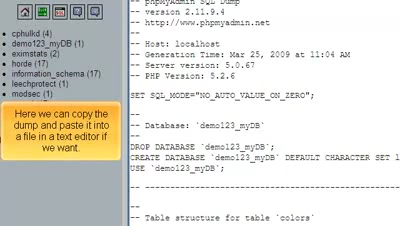 cphulkd (4)
demo123_myDB (1)
eximstats (2)
horde (17)
information_schema (17)
leechprotect (1)
modsec (1)
Here we can copy the
dump and paste it into
a file in a text editor if
we want.
-- phpMyAdmin SQL Dump
-- version 2.11.9.4
-- http://www.phpmyadmin.net
--
-- Host: localhost
-- Generation Time: Mar 25, 2009 at 11:04 AM
-- Server version: 5.0.67
-- PHP Version: 5.2.6
SET SQL_MODE="NO_AUTO_VALUE_ON_ZERO";
--
-- Database: `demo123_myDB`
--
DROP DATABASE `demo123_myDB`;
CREATE DATABASE `demo123_myDB` DEFAULT CHARACTER SET l
USE `demo123_myDB`;
-- --------------------------------------------------------
--
-- Table structure for table `colors`